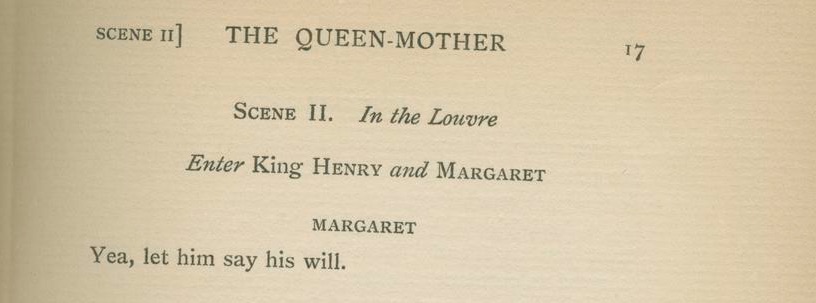 SCENE II] THE QUEEN-MOTHER 17
SCENE II. In the Louvre
Enter King HENRY and MARGARET
MARGARET
Yea, let him say his will.